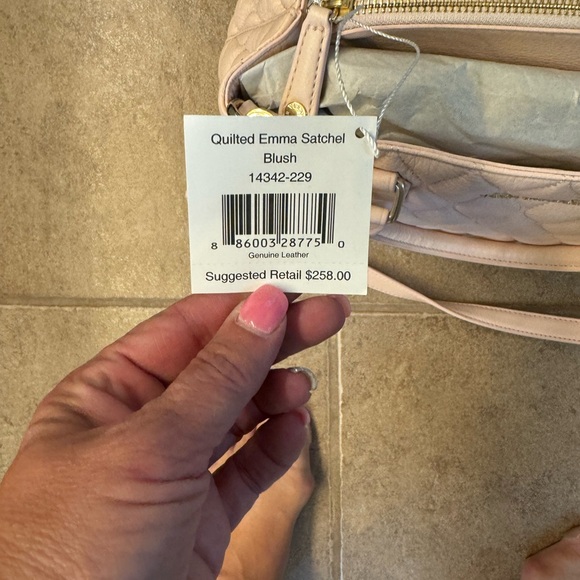 Quilted Emma Satchel
Blush
14342-229
8 86003 28775 0
Genuine Leather
Suggested Retail $258.00